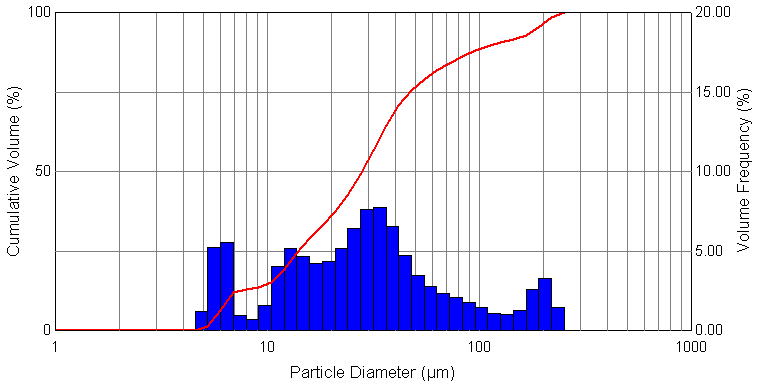 100
50
0
Cumulative Volume (%)
20.00
15.00
10.00
5.00
0.00
Volume Frequency (%)
1 10 100 1000
Particle Diameter (µm)